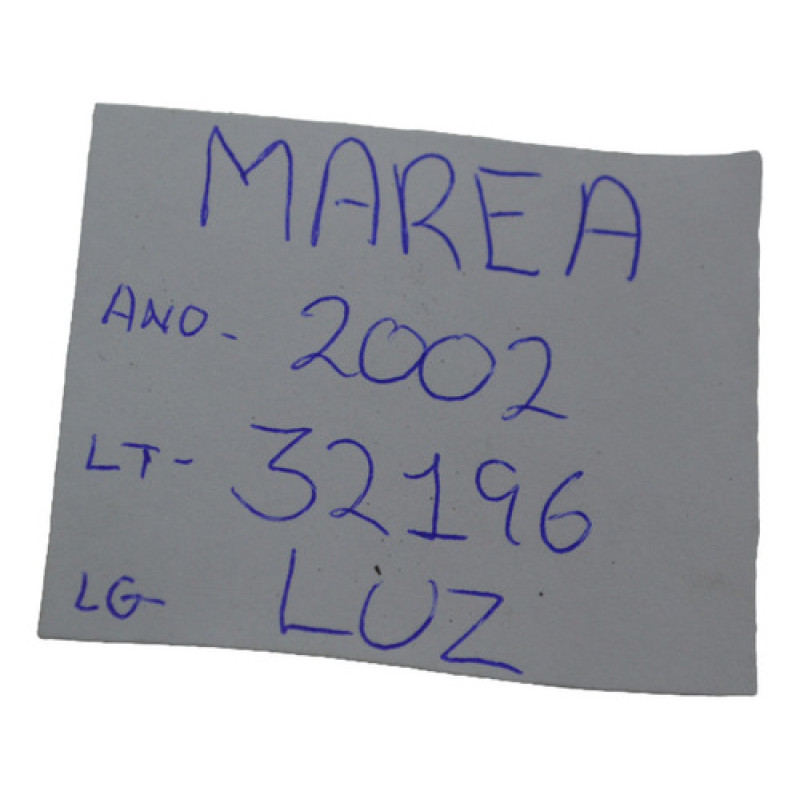 MAREA
ANO- 2002
LT- 32196
LG- LUZ